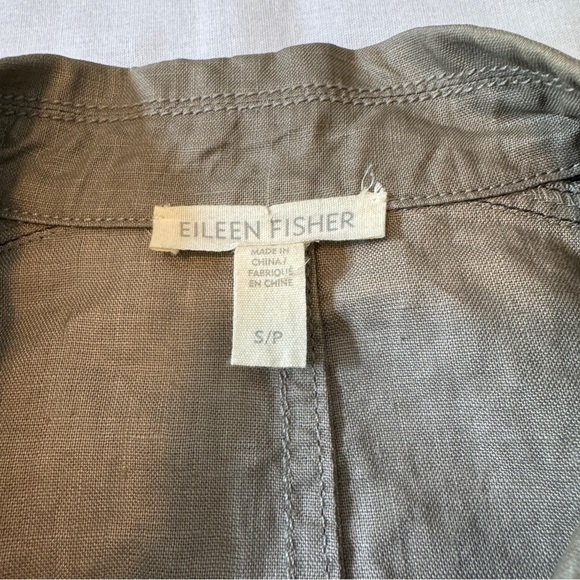 EILEEN FISHER
MADE IN
CHINA/
FABRIQUÉ
EN CHINE
S/P